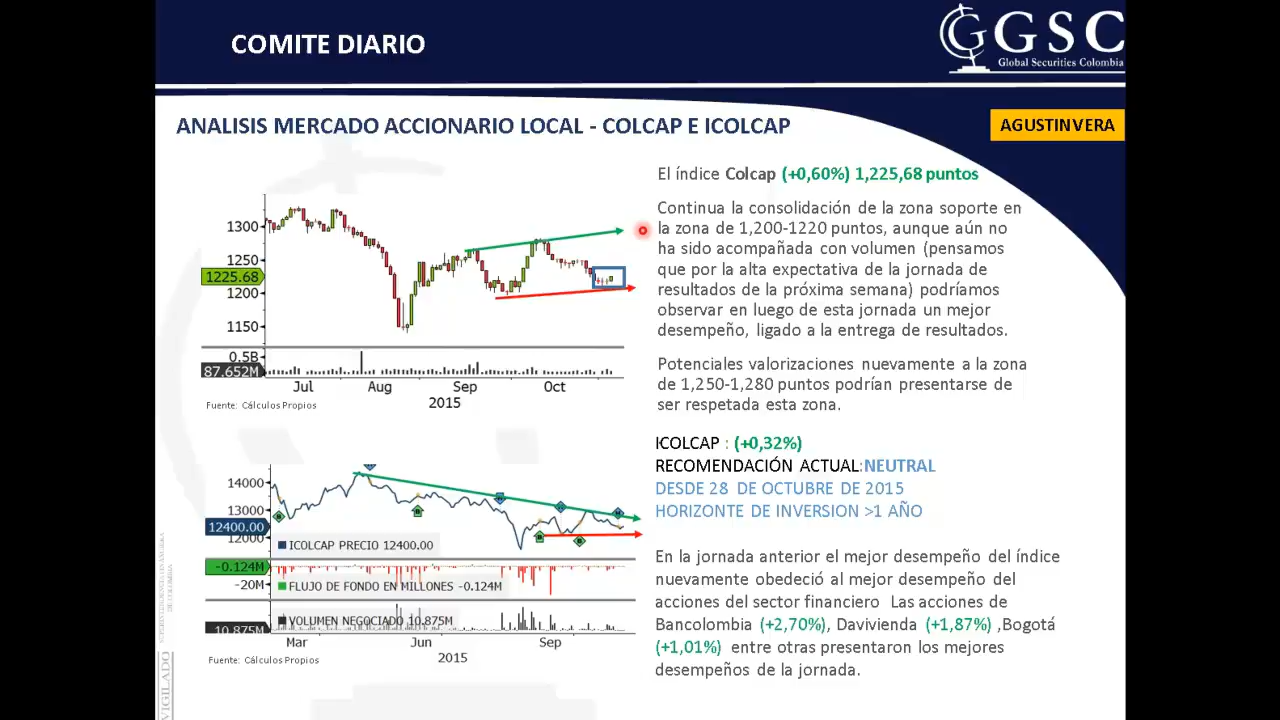 COMITE DIARIO
GSC
Global Securities Colombia
ANALISIS MERCADO ACCIONARIO LOCAL - COLCAP E ICOLCAP
AGUSTINVERA
El índice Colcap (+0,60%) 1,225,68 puntos
Continua la consolidación de la zona soporte en
la zona de 1,200-1220 puntos, aunque aún no
ha sido acompañada con volumen (pensamos
que por la alta expectativa de la jornada de
resultados de la próxima semana) podríamos
observar en luego de esta jornada un mejor
desempeño, ligado a la entrega de resultados.
Potenciales valorizaciones nuevamente a la zona
de 1,250-1,280 puntos podrían presentarse de
ser respetada esta zona.
1300
1250
1225.68
1200
1150
0.5B
87.652M
Jul Aug Sep Oct
2015
Fuente: Cálculos Propios
ICOLCAP : (+0,32%)
RECOMENDACIÓN ACTUAL:NEUTRAL
DESDE 28 DE OCTUBRE DE 2015
HORIZONTE DE INVERSION >1 AÑO
En la jornada anterior el mejor desempeño del índice
nuevamente obedeció al mejor desempeño del
acciones del sector financiero Las acciones de
Bancolombia (+2,70%), Davivienda (+1,87%) ,Bogotá
(+1,01%) entre otras presentaron los mejores
desempeños de la jornada.
14000
13000
12400.00
12000
ICOLCAP PRECIO 12400.00
-0.124M
-20M
FLUJO DE FONDO EN MILLONES -0.124M
VOLUMEN NEGOCIADO 10.875M
10.875M
Mar Jun Sep
2015
Fuente: Cálculos Propios
VIGILADO